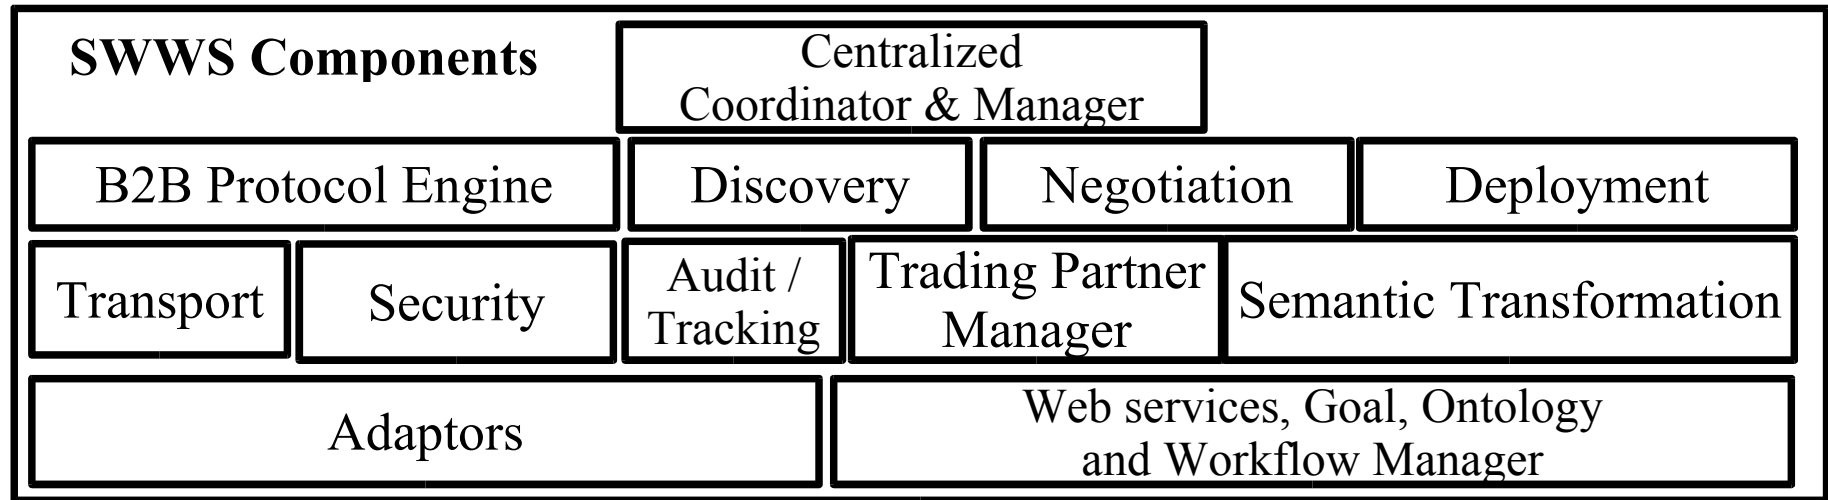 SWWS Components
Centralized
Coordinator & Manager
B2B Protocol Engine
Discovery
Negotiation
Deployment
Transport
Security
Audit /
Tracking
Trading Partner
Manager
Semantic Transformation
Adaptors
Web services, Goal, Ontology
and Workflow Manager